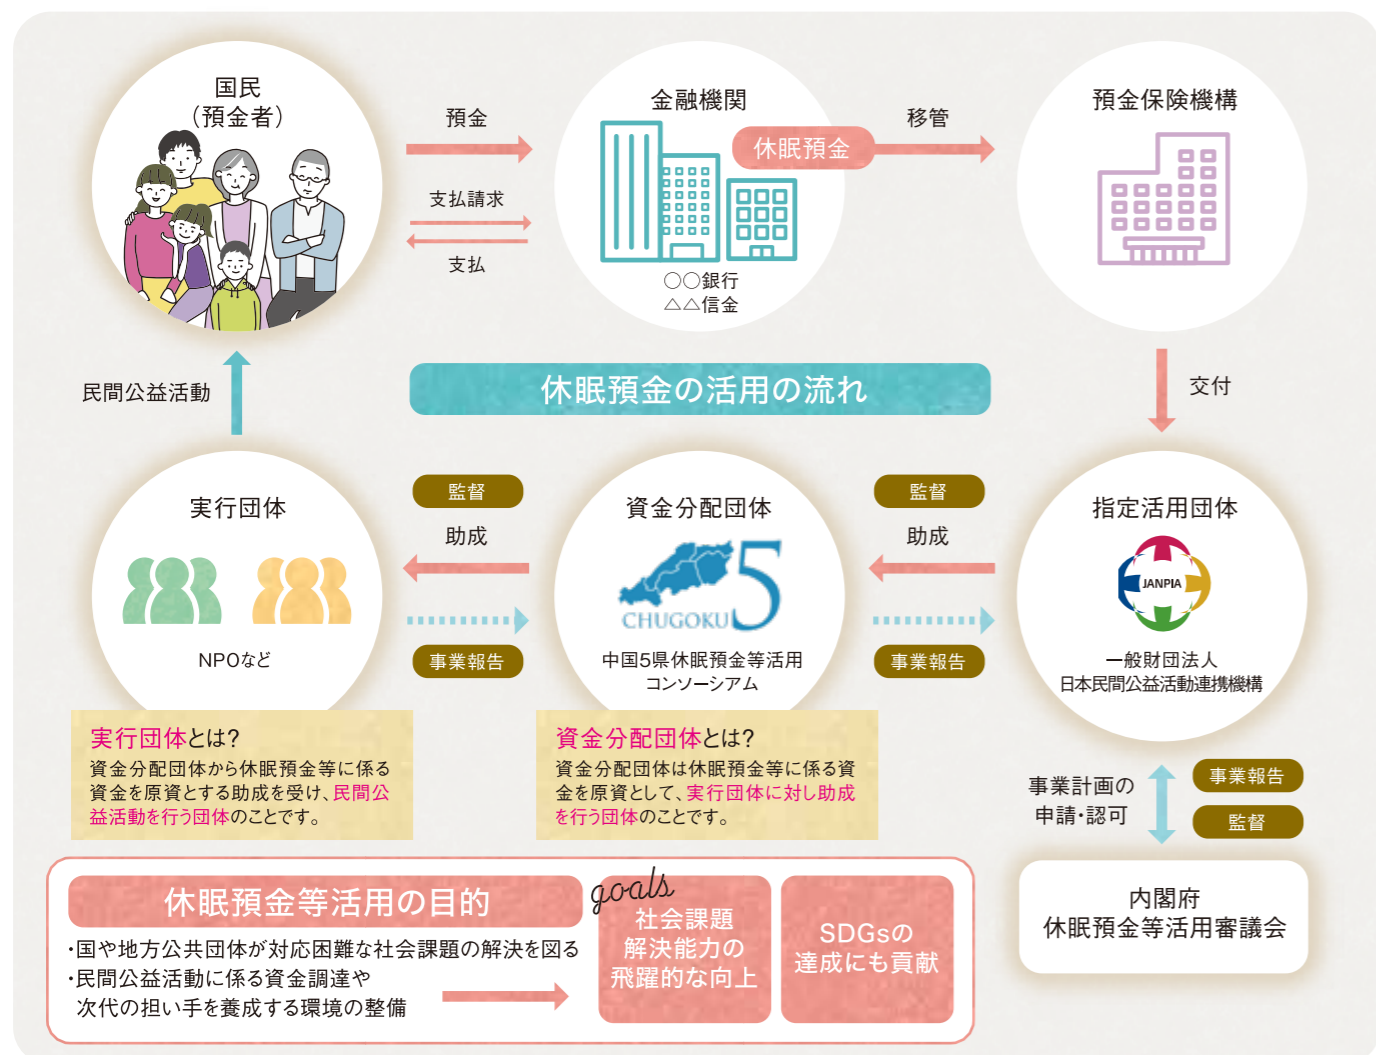 国民
（預金者）
預金
支払請求
支払
金融機関
休眠預金
〇〇銀行
△△信金
移管
預金保険機構
民間公益活動
休眠預金の活用の流れ
交付
実行団体
NPOなど
監督
助成
事業報告
資金分配団体
CHUGOKU 5
中国5県休眠預金等活用
コンソーシアム
監督
助成
事業報告
指定活用団体
JANPIA
一般財団法人
日本民間公益活動連携機構
実行団体とは？
資金分配団体から休眠預金等に係る
資金を原資とする助成を受け、民間公
益活動を行う団体のことです。
資金分配団体とは？
資金分配団体は休眠預金等に係る資
金を原資として、実行団体に対し助成
を行う団体のことです。
事業計画の
申請・認可
事業報告
監督
内閣府
休眠預金等活用審議会
休眠預金等活用の目的
・国や地方公共団体が対応困難な社会課題の解決を図る
・民間公益活動に係る資金調達や
次代の担い手を養成する環境の整備
goals
社会課題
解決能力の
飛躍的な向上
SDGsの
達成にも貢献